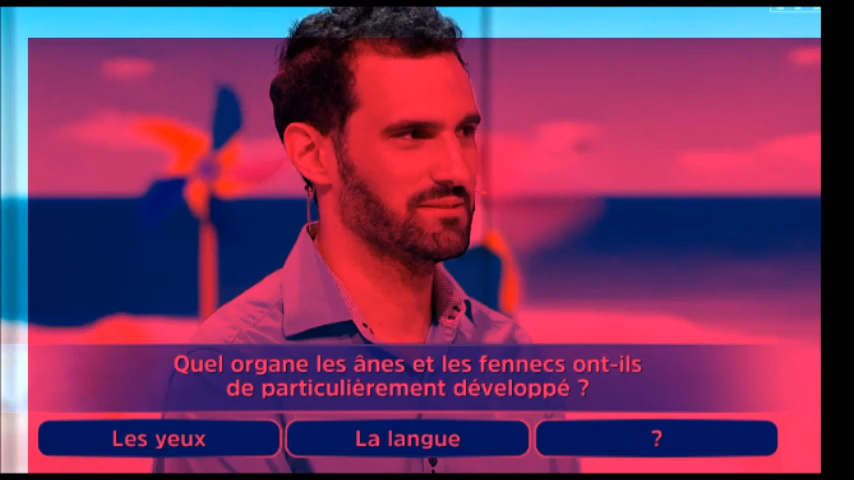 Quel organe les ânes et les fennecs ont-ils
de particulièrement développé ?
Les yeux
La langue
?